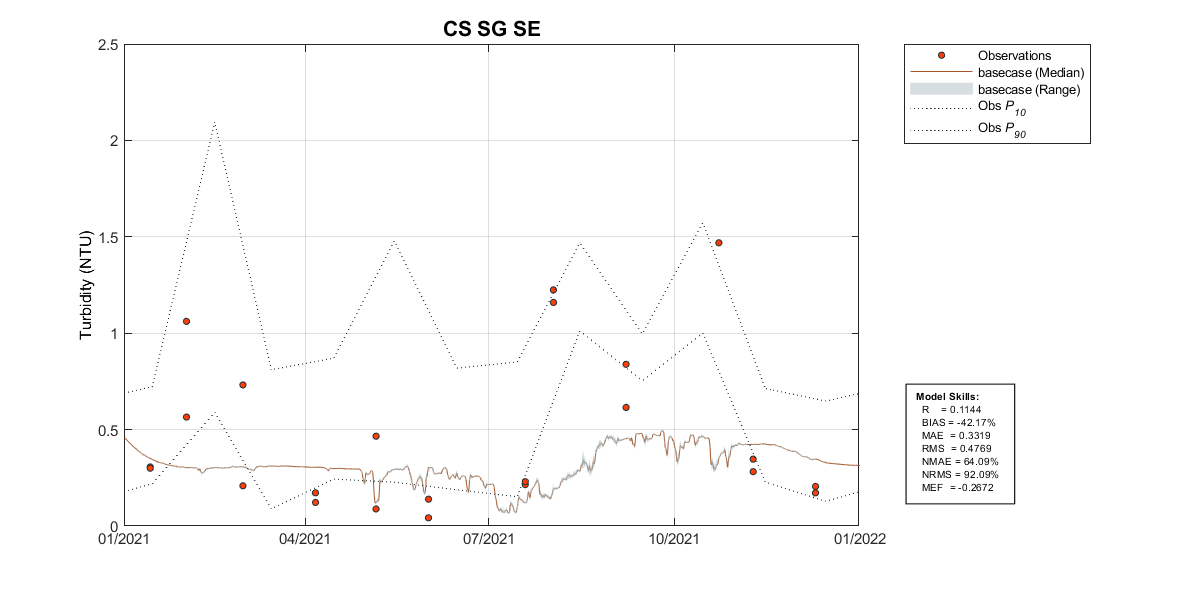 CS SG SE
2.5
2
1.5
1
0.5
0
Turbidity (NTU)
01/2021
04/2021
07/2021
10/2021
01/2022
Observations
basecase (Median)
basecase (Range)
Obs P10
Obs P90
Model Skills:
R = 0.1144
BIAS = -42.17%
MAE = 0.3319
RMS = 0.4769
NMAE = 64.09%
NRMS = 92.09%
MEF = -0.2672